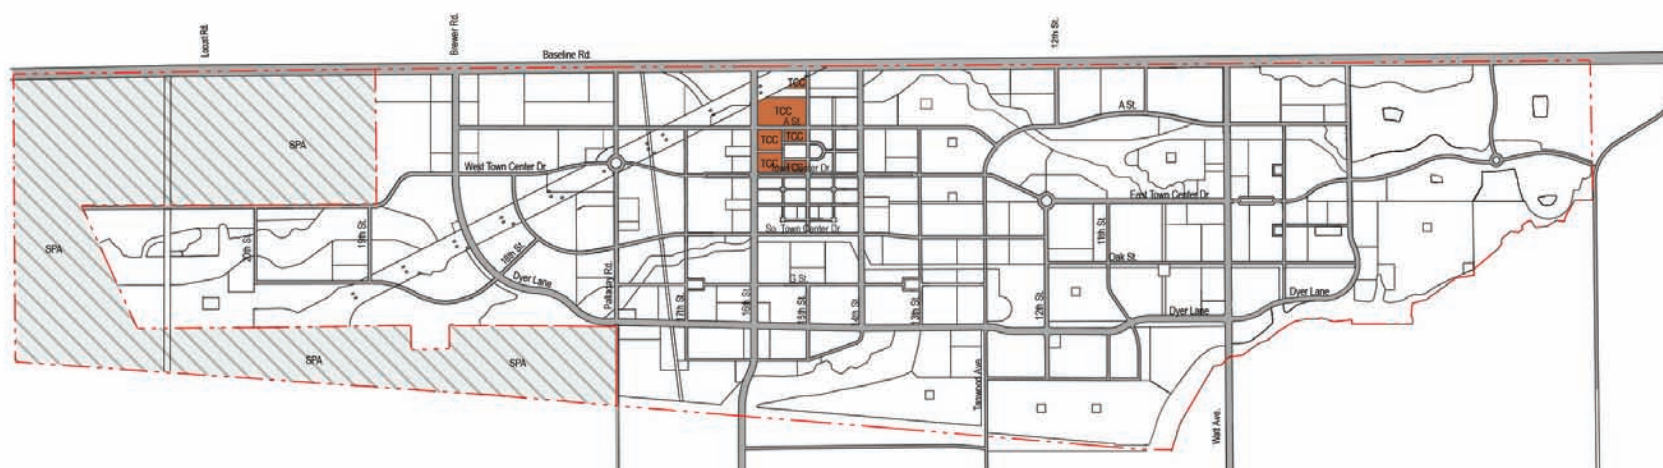 Locust Rd.
Brewer Rd.
Baseline Rd.
12th St.
TCC
TCC
A St.
A St.
TCC
TCC
SPA
TCC
TCC
West Town Center Dr.
Town Center Dr.
East Town Center Dr.
SPA
20th St.
19th St.
18th St.
So. Town Center Dr.
11th St.
Oak St.
Dyer Lane
Palladay Rd.
G St.
17th St.
16th St.
15th St.
14th St.
13th St.
12th St.
Dyer Lane
Dyer Lane
SPA
SPA
Tanwood Ave.
Watt Ave.